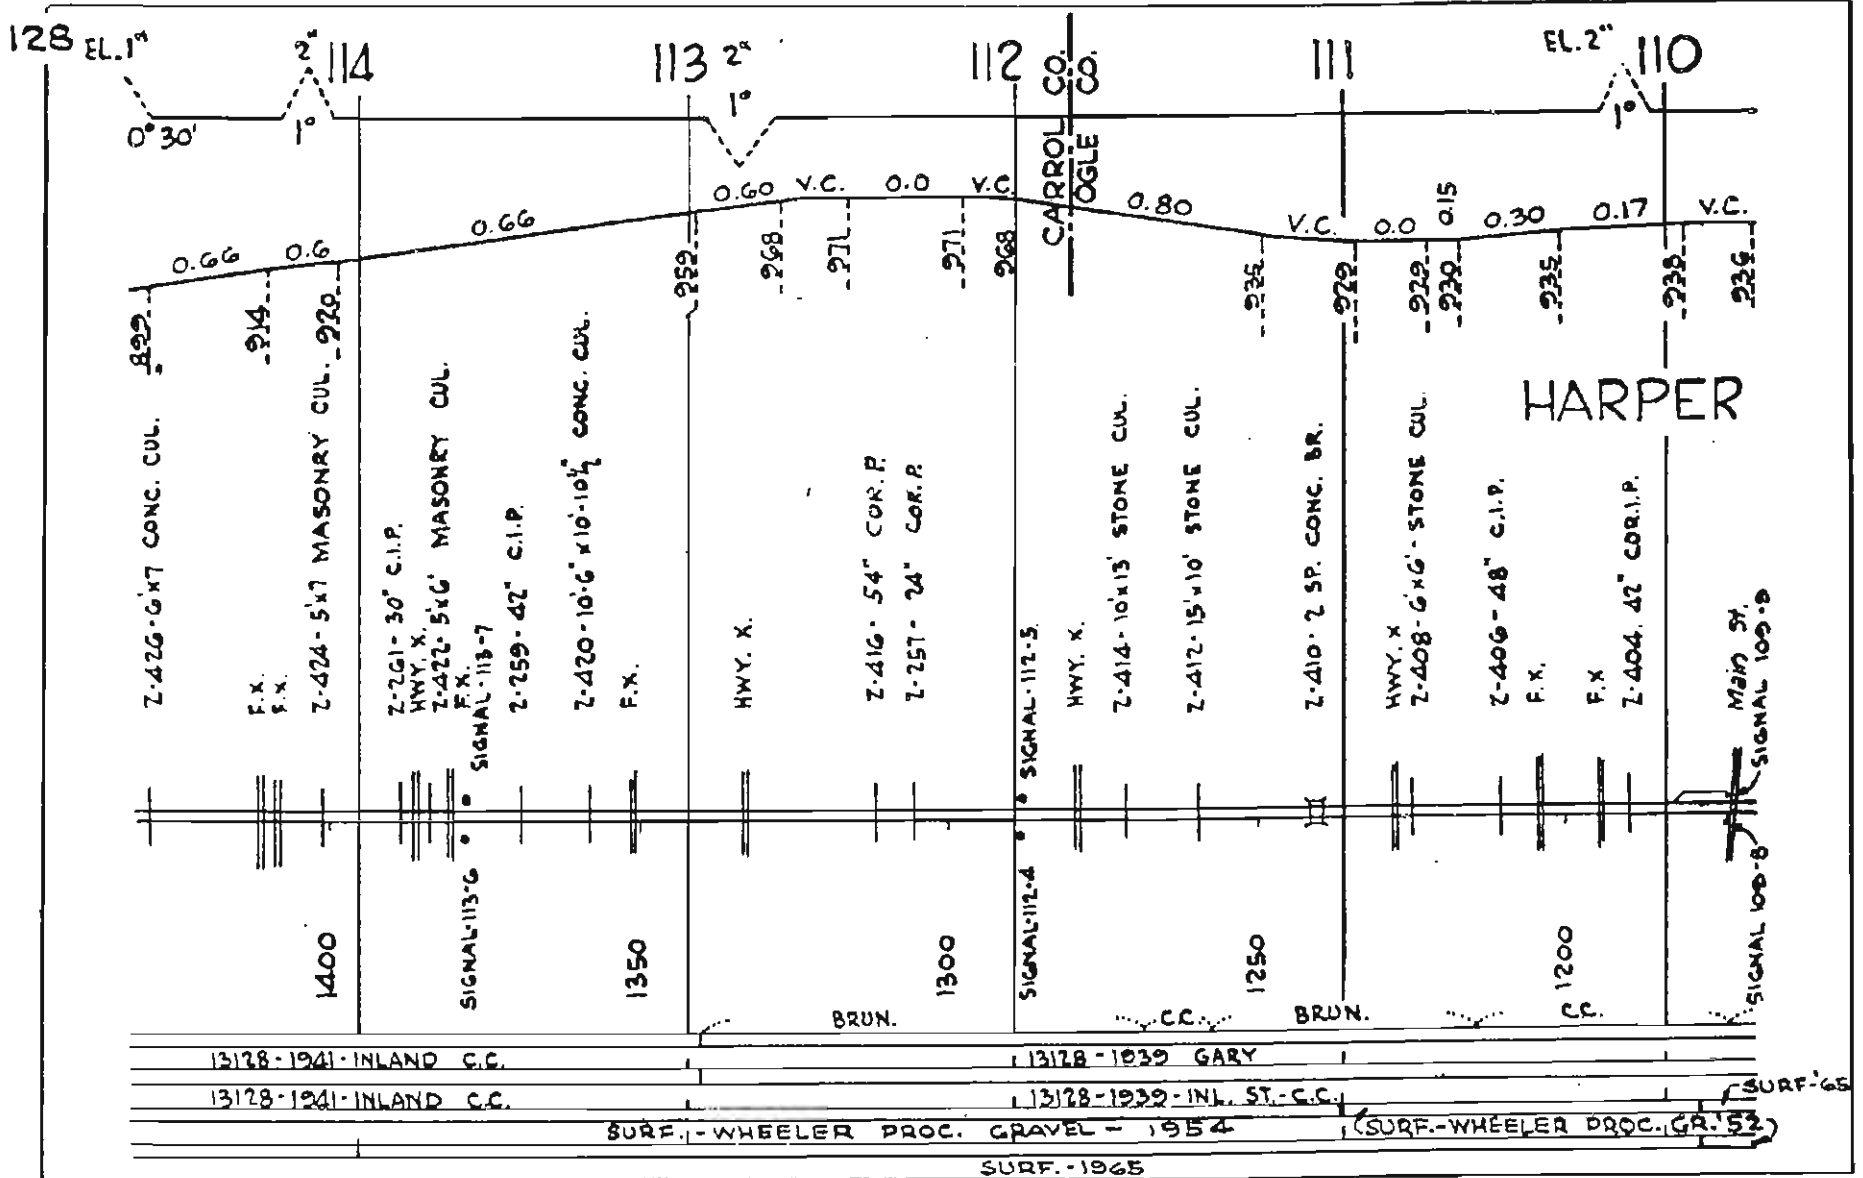 128 EL.1" 2" 114 113 2" 112 CARROL CO. OGLE CO. 111 EL.2" 110
0°30' 1° 1° 1°
0.66 0.6 0.66 0.60 V.C. 0.0 V.C. 0.80 V.C. 0.0 0.15 0.30 0.17 V.C.
899 914 920 959 968 971 971 968 935 929 929 930 935 938 936
HARPER
Z-426-6'x7 CONC. CUL.
F.X.
F.X.
Z-424-5'x7 MASONRY CUL.
Z-261-30" C.I.P.
HWY. X.
Z-422-5'x6' MASONRY CUL.
F.X.
SIGNAL-113-7
Z-259-42" C.I.P.
Z-420-10'-6"x10'-10½" CONC. CUL.
F.X.
HWY. X.
Z-416-54" COR.P.
Z-257-24" COR.P.
SIGNAL-112-5
HWY. X.
Z-414-10'x13' STONE CUL.
Z-412-15'x10' STONE CUL.
Z-410-2 SP. CONC. BR.
HWY. X
Z-408-6'x6'-STONE CUL.
Z-406-48" C.I.P.
F.X.
F.X
Z-404. 42" COR.I.P.
Main St.
SIGNAL 109-9
SIGNAL-113-6
SIGNAL-112-4
SIGNAL 109-8
1400 1350 1300 1250 1200
BRUN. C.C. BRUN. C.C.
13128-1941-INLAND C.C. 13128-1939 GARY
13128-1941-INLAND C.C. 13128-1939-INL. ST.-C.C. SURF-'65
SURF.-WHEELER PROC. GRAVEL - 1954 (SURF.-WHEELER PROC. GR.'52)
SURF.-1965